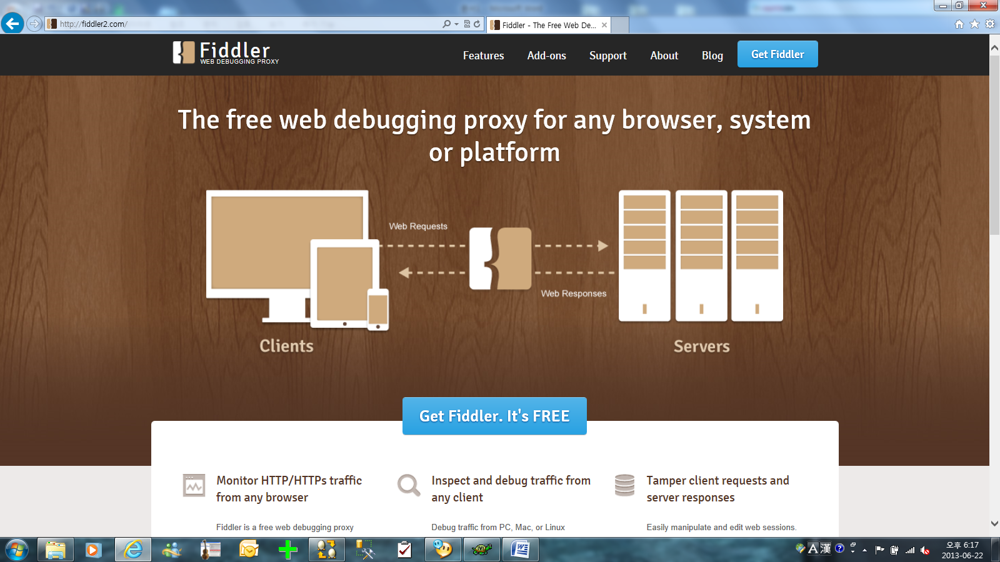 http://fiddler2.com/
Fiddler - The Free Web De...
Fiddler
WEB DEBUGGING PROXY
Features
Add-ons
Support
About
Blog
Get Fiddler
The free web debugging proxy for any browser, system
or platform
Web Requests
Web Responses
Clients
Servers
Get Fiddler. It's FREE
Monitor HTTP/HTTPs traffic
from any browser
Fiddler is a free web debugging proxy
Inspect and debug traffic from
any client
Debug traffic from PC, Mac, or Linux
Tamper client requests and
server responses
Easily manipulate and edit web sessions.
A 漢
오후 6:17
2013-06-22